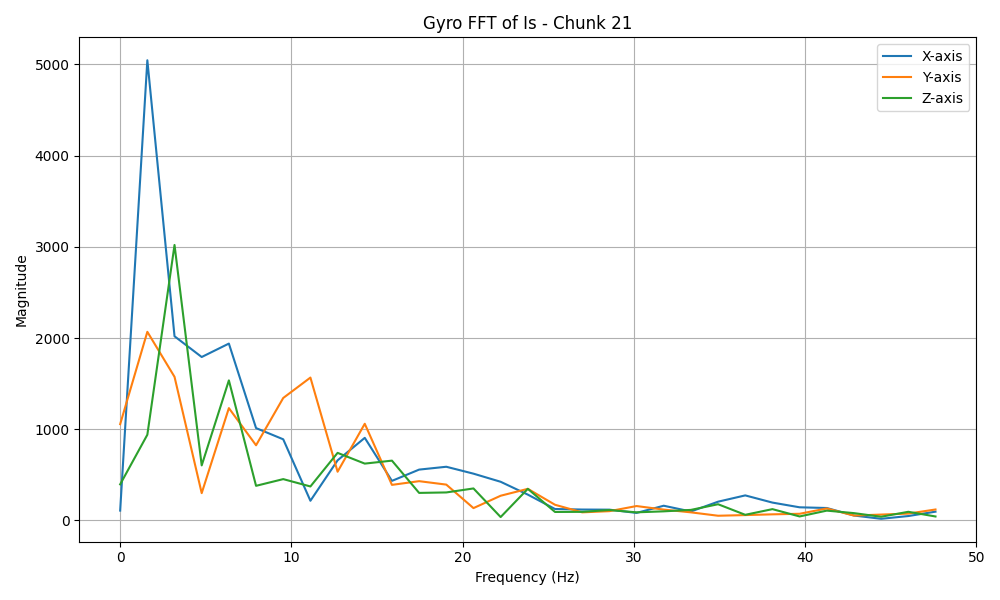 Gyro FFT of Is - Chunk 21
X-axis
Y-axis
Z-axis
5000
4000
3000
2000
1000
0
Magnitude
0 10 20 30 40 50
Frequency (Hz)